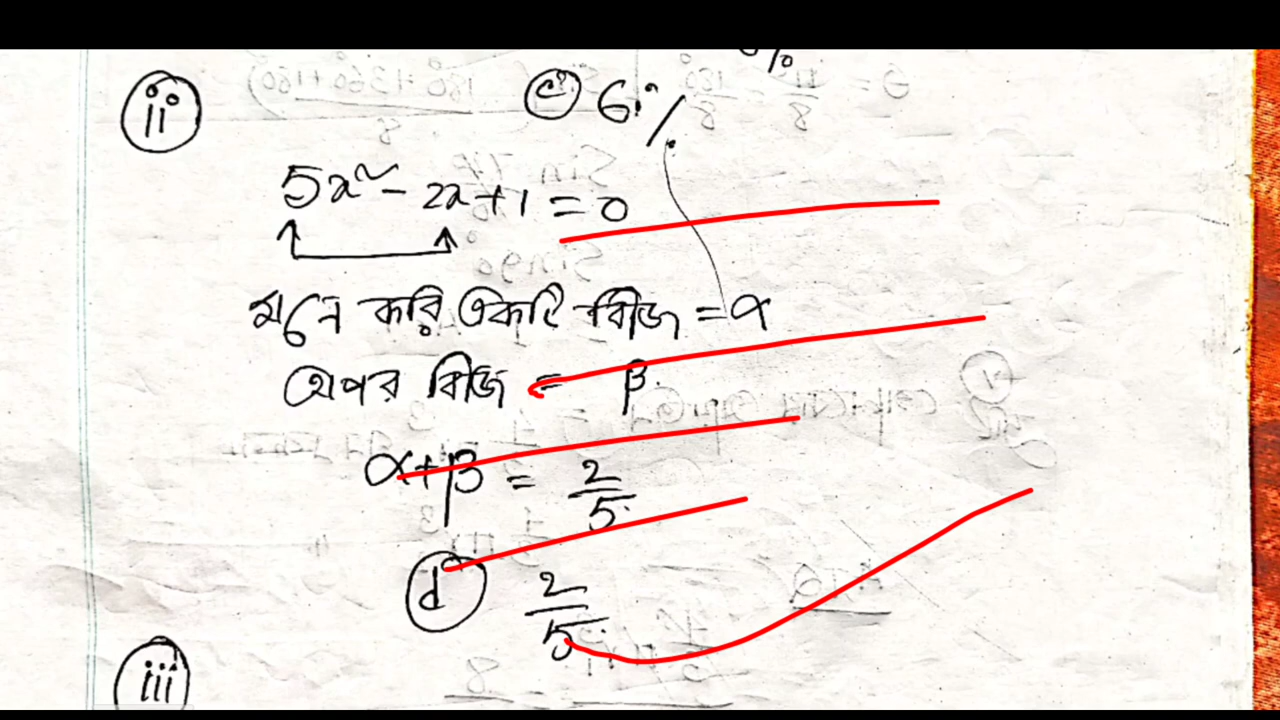 ii c 6%
5x² - 2x + 1 = 0
মনে করি একটি বীজ = α
অপর বীজ = β
α + β = 2/5
d 2/5
iii